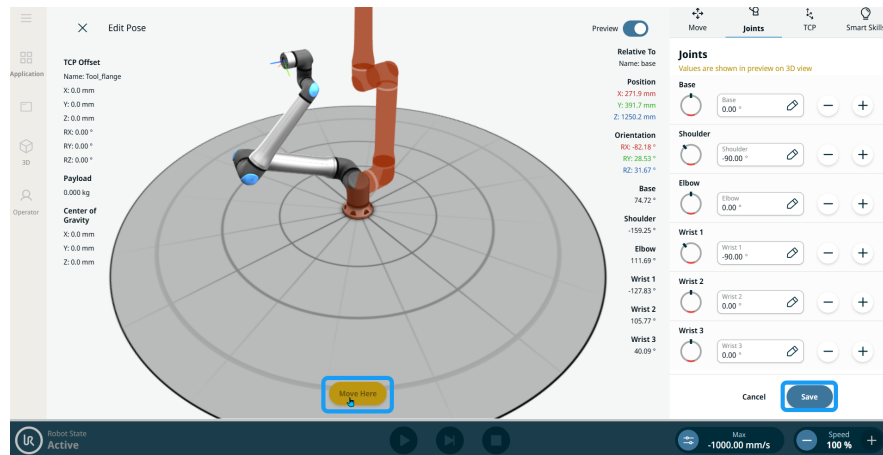 Edit Pose
Preview
Move
Joints
TCP
Smart Skills
Application
3D
Operator
TCP Offset
Name: Tool_flange
X: 0.0 mm
Y: 0.0 mm
Z: 0.0 mm
RX: 0.00 °
RY: 0.00 °
RZ: 0.00 °
Payload
0.000 kg
Center of
Gravity
X: 0.0 mm
Y: 0.0 mm
Z: 0.0 mm
Relative To
Name: base
Position
X: 271.9 mm
Y: 391.7 mm
Z: 1250.2 mm
Orientation
RX: -82.18 °
RY: 28.53 °
RZ: 31.67 °
Base
74.72 °
Shoulder
-159.25 °
Elbow
111.69 °
Wrist 1
-127.83 °
Wrist 2
105.77 °
Wrist 3
40.09 °
Joints
Values are shown in preview on 3D view
Base
Base
0.00 °
Shoulder
Shoulder
-90.00 °
Elbow
Elbow
0.00 °
Wrist 1
Wrist 1
-90.00 °
Wrist 2
Wrist 2
0.00 °
Wrist 3
Wrist 3
0.00 °
Move Here
Cancel
Save
UR
Robot State
Active
Max
-1000.00 mm/s
Speed
100 %